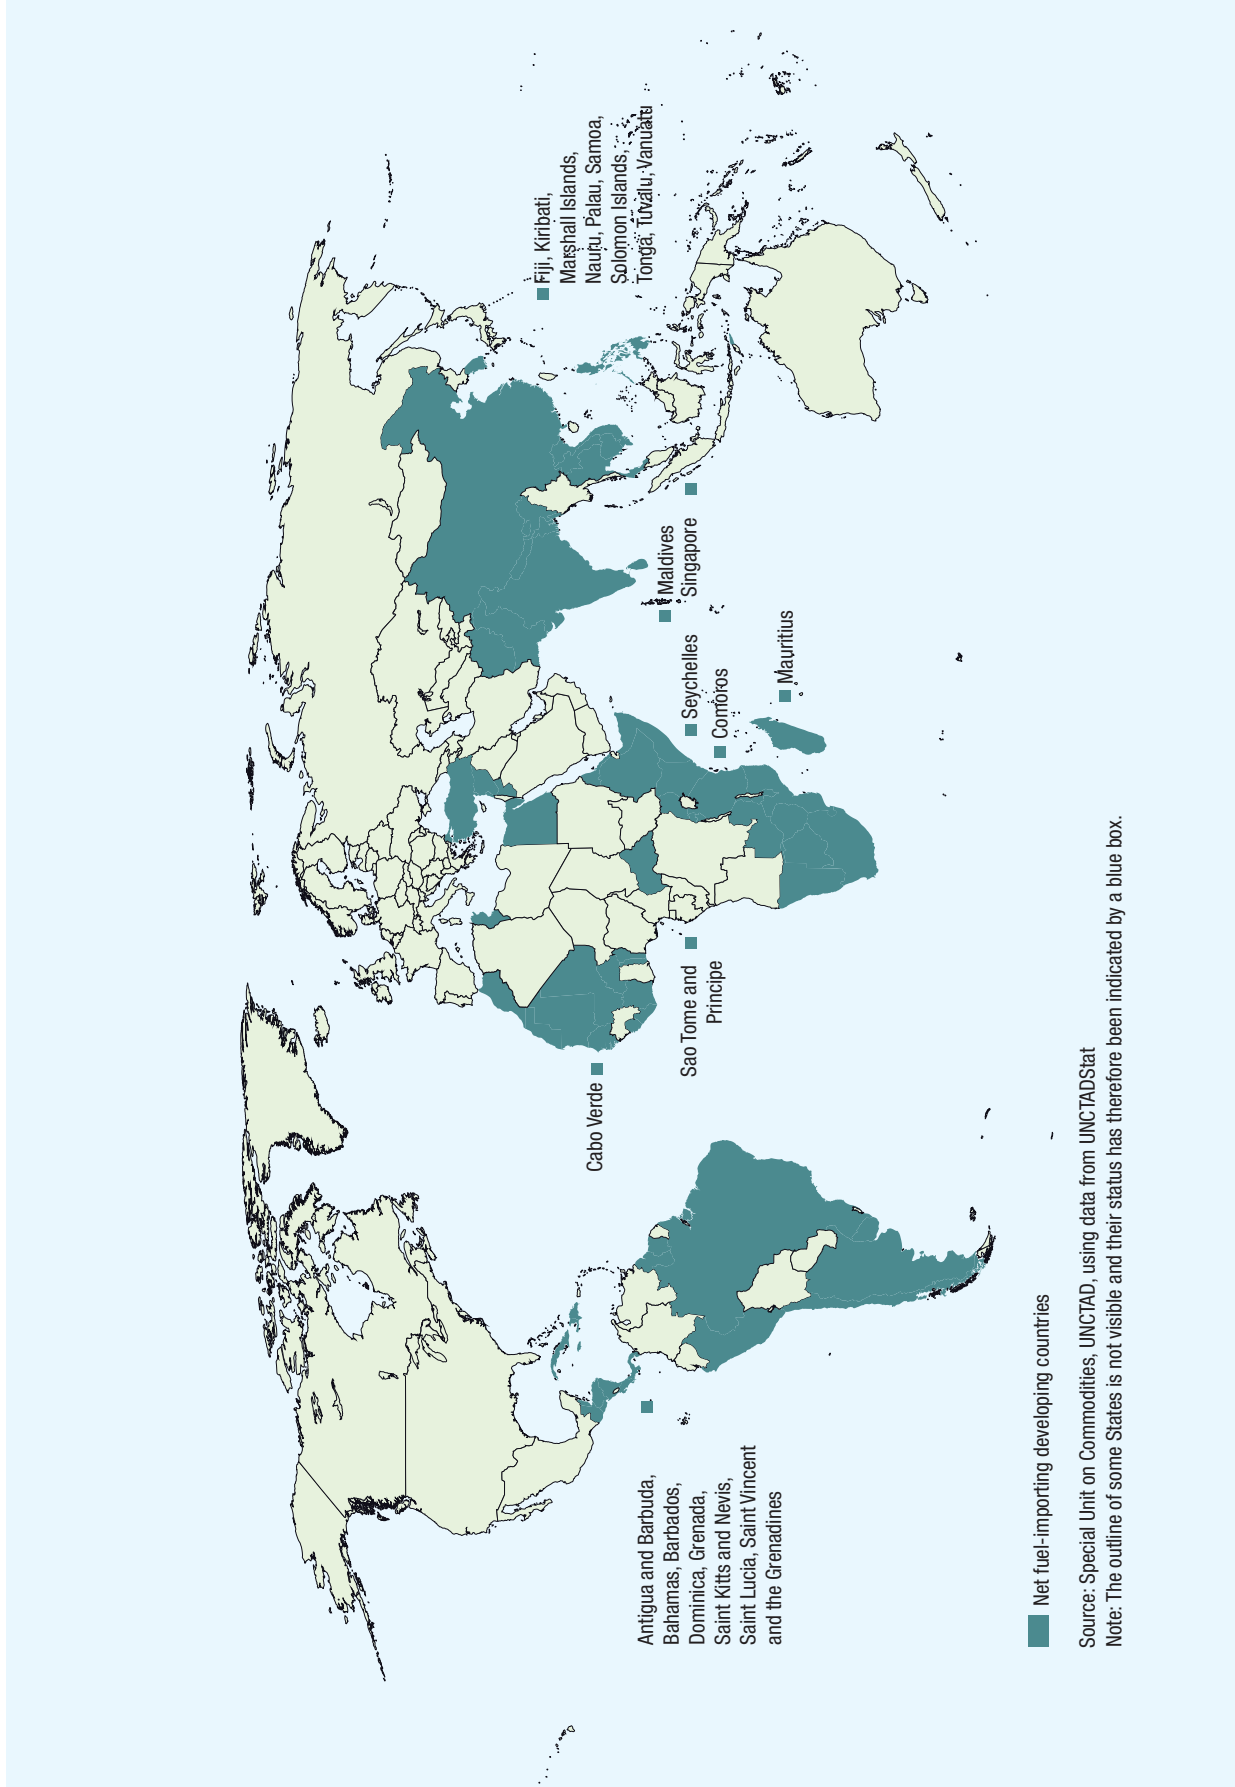 Fiji, Kiribati,
Marshall Islands,
Nauru, Palau, Samoa,
Solomon Islands,
Tonga, Tuvalu, Vanuatu
Maldives
Singapore
Seychelles
Comoros
Mauritius
Sao Tome and
Principe
Cabo Verde
Antigua and Barbuda,
Bahamas, Barbados,
Dominica, Grenada,
Saint Kitts and Nevis,
Saint Lucia, Saint Vincent
and the Grenadines
Net fuel-importing developing countries
Source: Special Unit on Commodities, UNCTAD, using data from UNCTADStat
Note: The outline of some States is not visible and their status has therefore been indicated by a blue box.